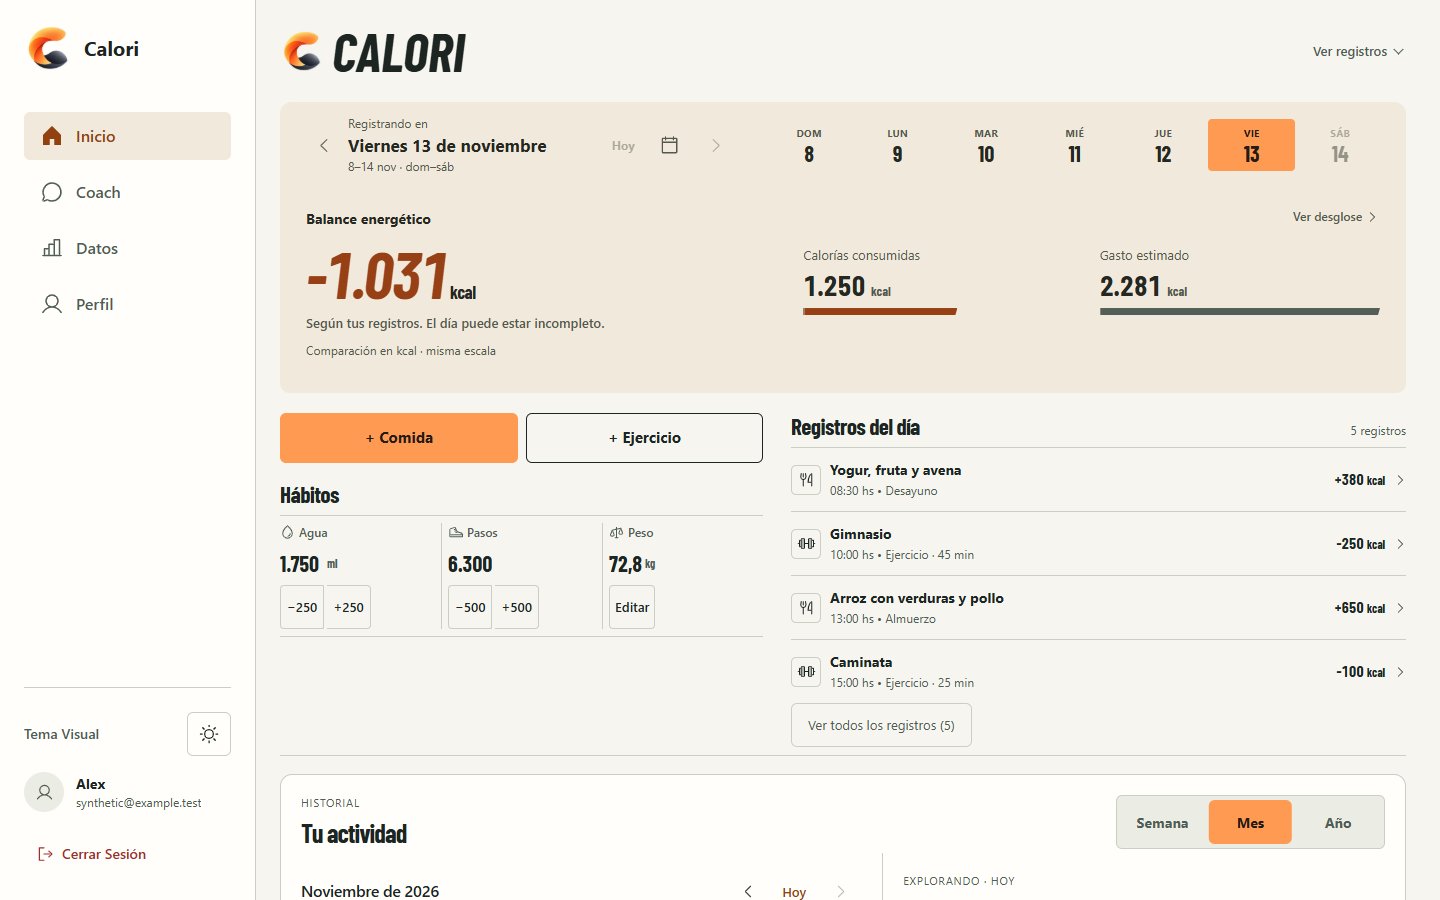 Calori
Inicio
Coach
Datos
Perfil
Tema Visual
Alex
synthetic@example.test
Cerrar Sesión
CALORI
Ver registros
Registrando en
Viernes 13 de noviembre
8–14 nov · dom–sáb
Hoy
DOM
8
LUN
9
MAR
10
MIÉ
11
JUE
12
VIE
13
SÁB
14
Balance energético
Ver desglose
-1.031 kcal
Según tus registros. El día puede estar incompleto.
Comparación en kcal · misma escala
Calorías consumidas
1.250 kcal
Gasto estimado
2.281 kcal
+ Comida
+ Ejercicio
Hábitos
Agua
1.750 ml
−250
+250
Pasos
6.300
−500
+500
Peso
72,8 kg
Editar
Registros del día
5 registros
Yogur, fruta y avena
08:30 hs • Desayuno
+380 kcal
Gimnasio
10:00 hs • Ejercicio · 45 min
-250 kcal
Arroz con verduras y pollo
13:00 hs • Almuerzo
+650 kcal
Caminata
15:00 hs • Ejercicio · 25 min
-100 kcal
Ver todos los registros (5)
HISTORIAL
Tu actividad
Semana
Mes
Año
Noviembre de 2026
Hoy
EXPLORANDO · HOY